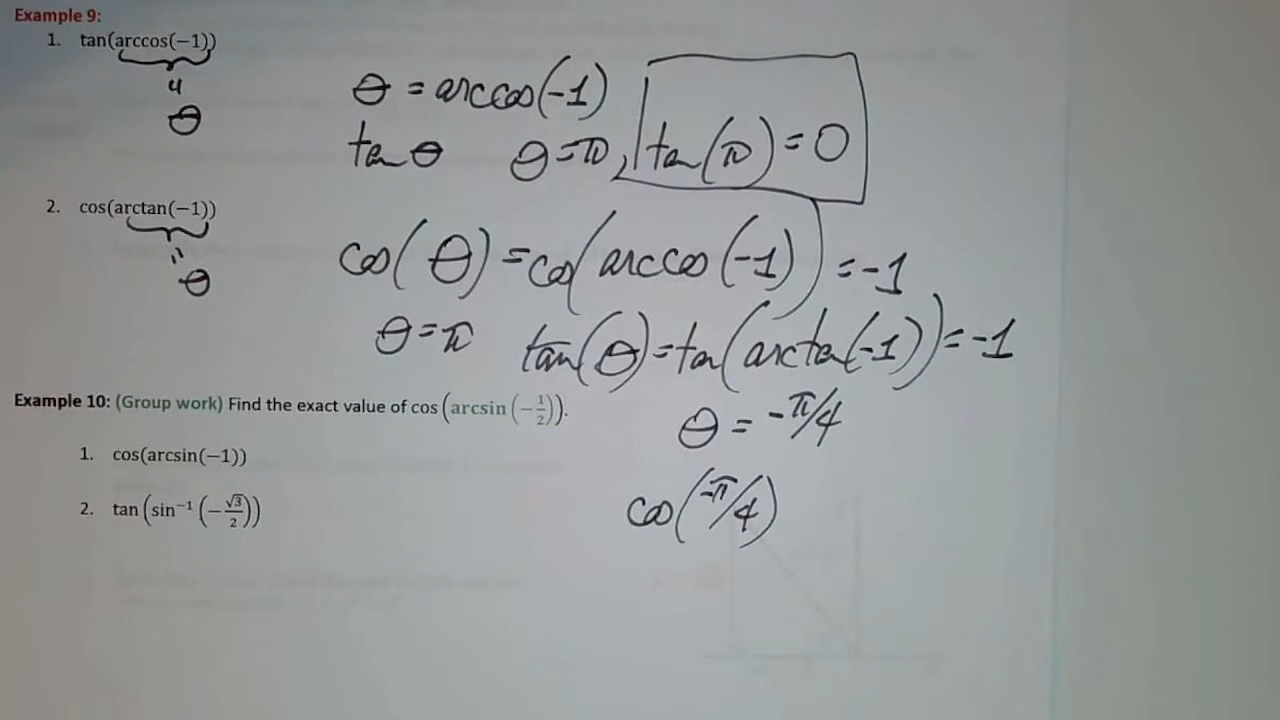 Example 9:
1. tan(arccos(−1))
θ
θ = arccos(-1)
tan θ θ = π, tan(π) = 0
2. cos(arctan(−1))
θ
cos(θ) = cos(arccos(-1)) = -1
θ = π tan(θ) = tan(arctan(-1)) = -1
Example 10: (Group work) Find the exact value of cos(arcsin(−1/2)).
θ = -π/4
1. cos(arcsin(−1))
cos(-π/4)
2. tan(sin⁻¹(−√3/2))